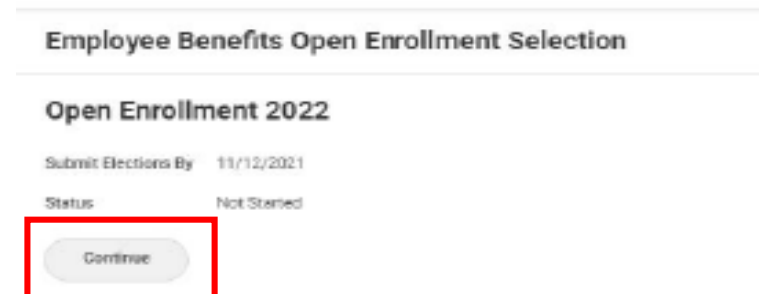 Employee Benefits Open Enrollment Selection
Open Enrollment 2022
Submit Elections By 11/12/2021
Status Not Started
Continue